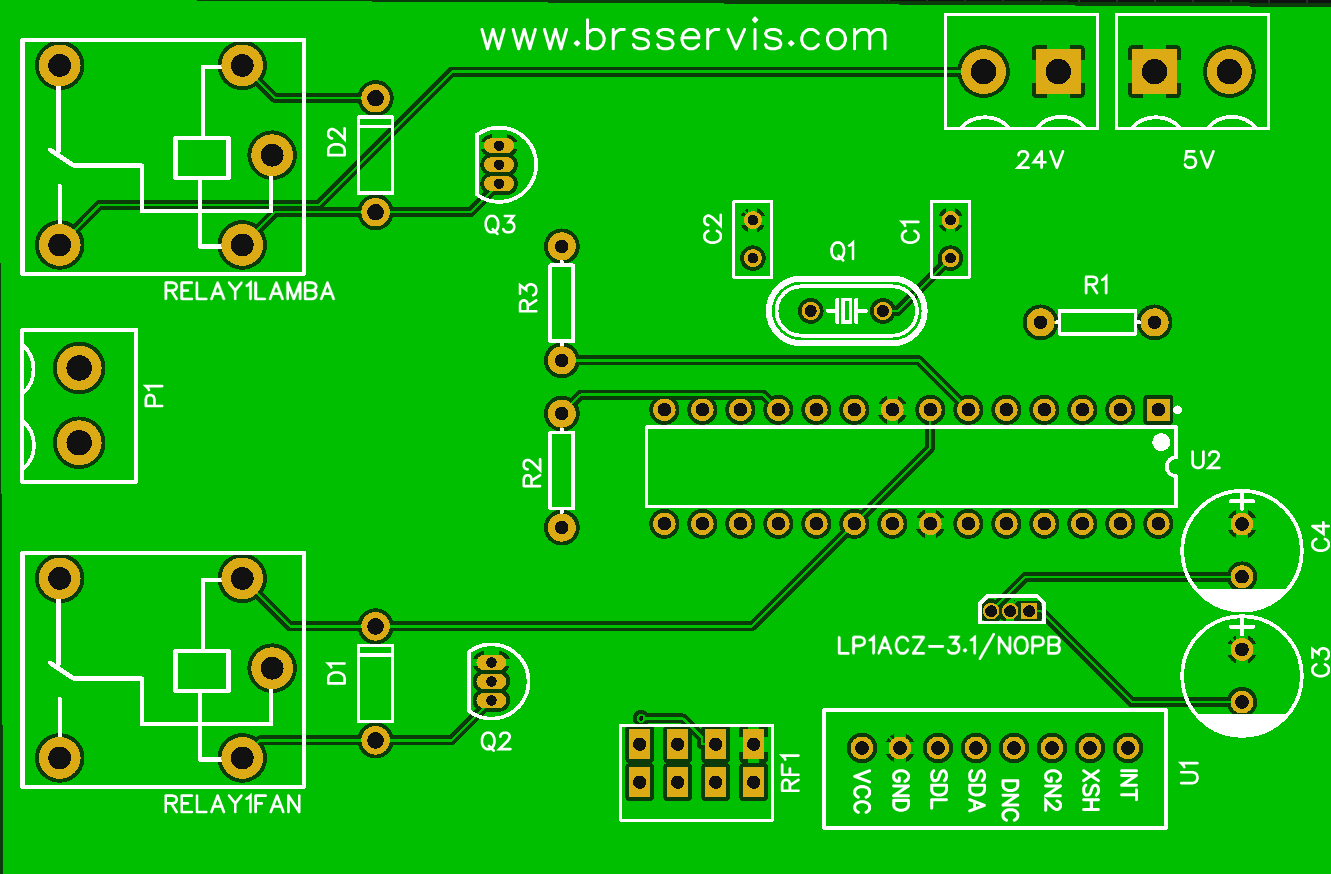 www.brsservis.com
24V
5V
D2
Q3
C2
Q1
C1
R1
RELAY1LAMBA
R3
P1
R2
U2
C4
LP1ACZ-3.1/NOPB
D1
C3
Q2
RF1
U1
VCC
GND
SDL
SDA
DNC
GN2
XSH
INT
RELAY1FAN
+
+